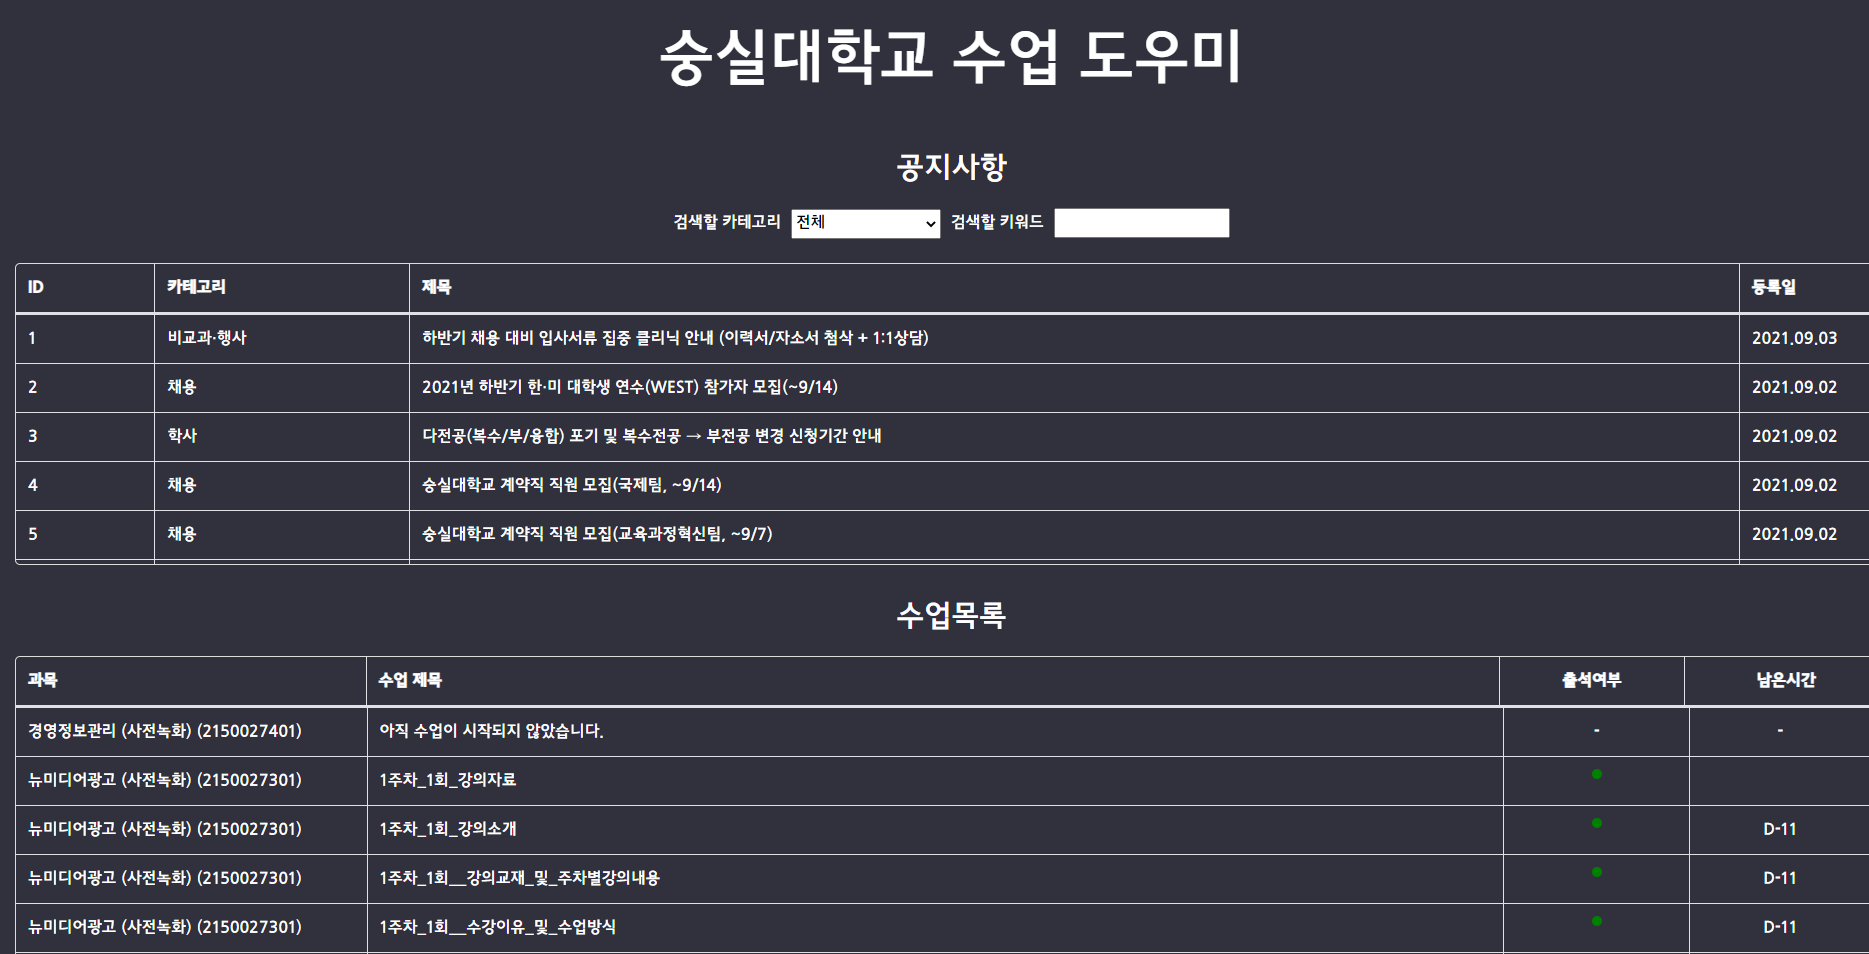 숭실대학교 수업 도우미
공지사항
검색할 카테고리 전체 검색할 키워드
ID 카테고리 제목 등록일
1 비교과·행사 하반기 채용 대비 입사서류 집중 클리닉 안내 (이력서/자소서 첨삭 + 1:1상담) 2021.09.03
2 채용 2021년 하반기 한·미 대학생 연수(WEST) 참가자 모집(~9/14) 2021.09.02
3 학사 다전공(복수/부/융합) 포기 및 복수전공 → 부전공 변경 신청기간 안내 2021.09.02
4 채용 숭실대학교 계약직 직원 모집(국제팀, ~9/14) 2021.09.02
5 채용 숭실대학교 계약직 직원 모집(교육과정혁신팀, ~9/7) 2021.09.02
수업목록
과목 수업 제목 출석여부 남은시간
경영정보관리 (사전녹화) (2150027401) 아직 수업이 시작되지 않았습니다. - -
뉴미디어광고 (사전녹화) (2150027301) 1주차_1회_강의자료
뉴미디어광고 (사전녹화) (2150027301) 1주차_1회_강의소개 D-11
뉴미디어광고 (사전녹화) (2150027301) 1주차_1회__강의교재_및_주차별강의내용 D-11
뉴미디어광고 (사전녹화) (2150027301) 1주차_1회__수강이유_및_수업방식 D-11